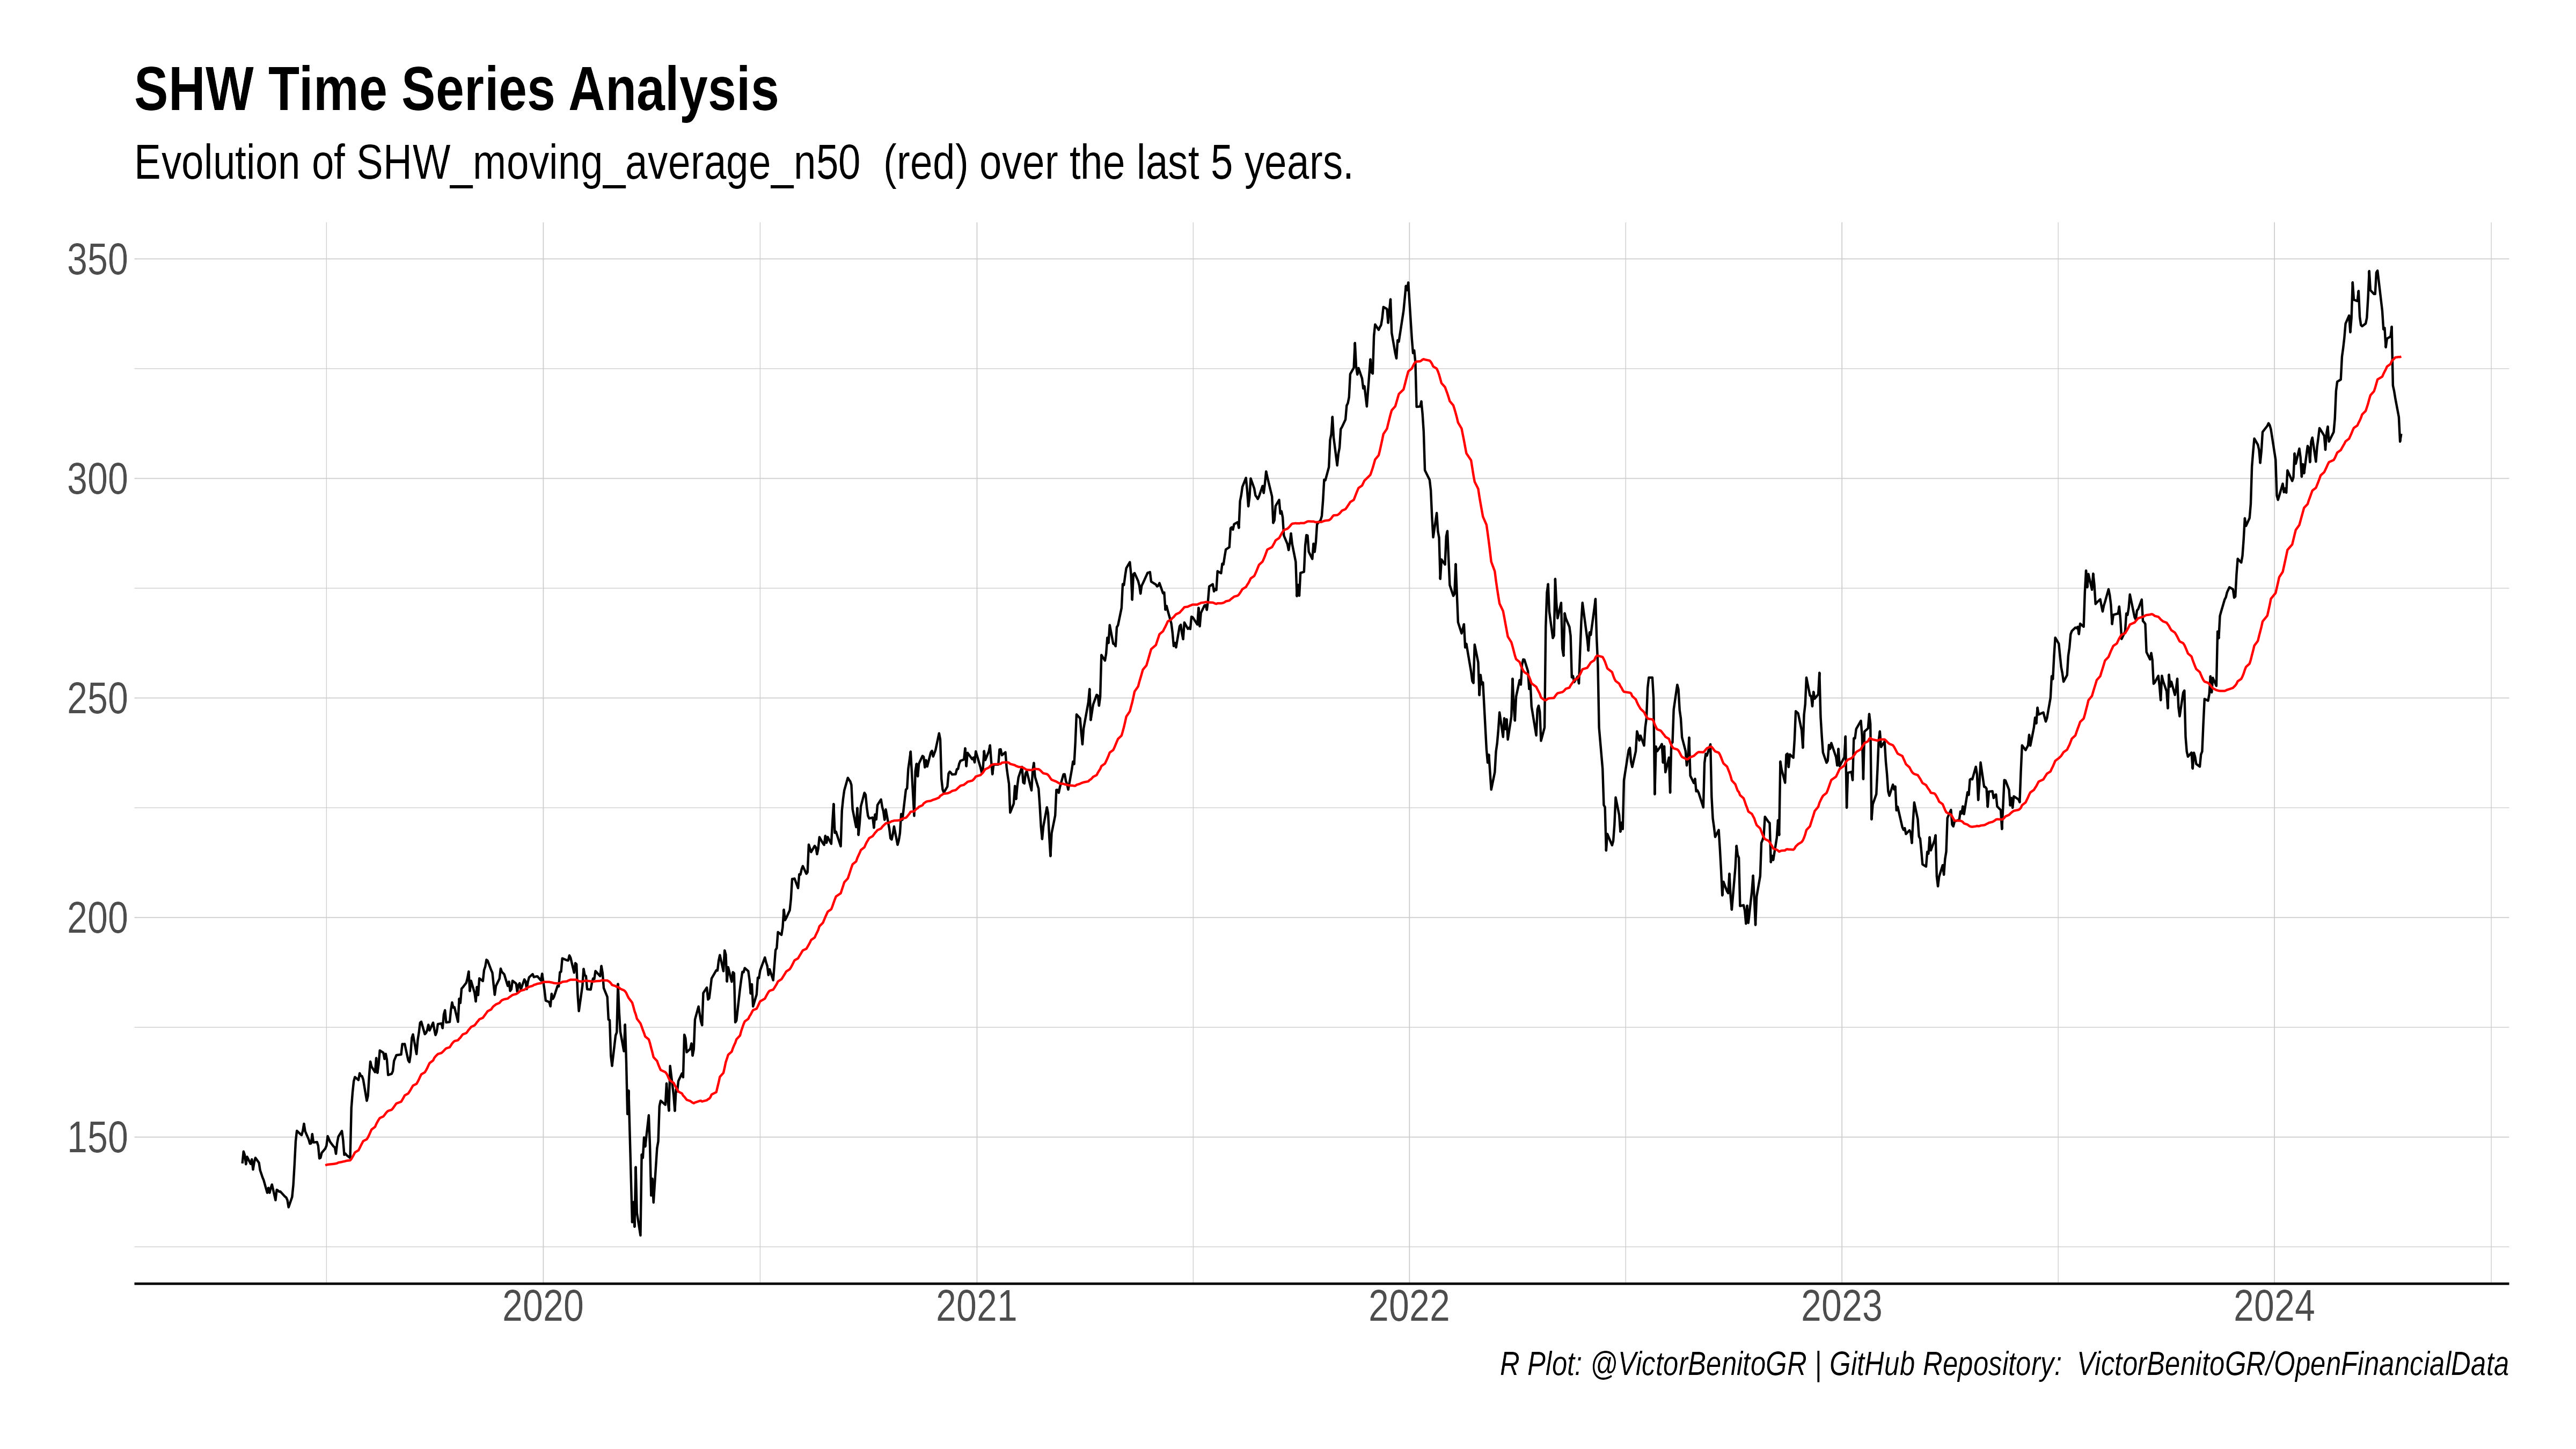 SHW Time Series Analysis
Evolution of SHW_moving_average_n50  (red) over the last 5 years.
350
300
250
200
150
2020 2021 2022 2023 2024
R Plot: @VictorBenitoGR | GitHub Repository:  VictorBenitoGR/OpenFinancialData